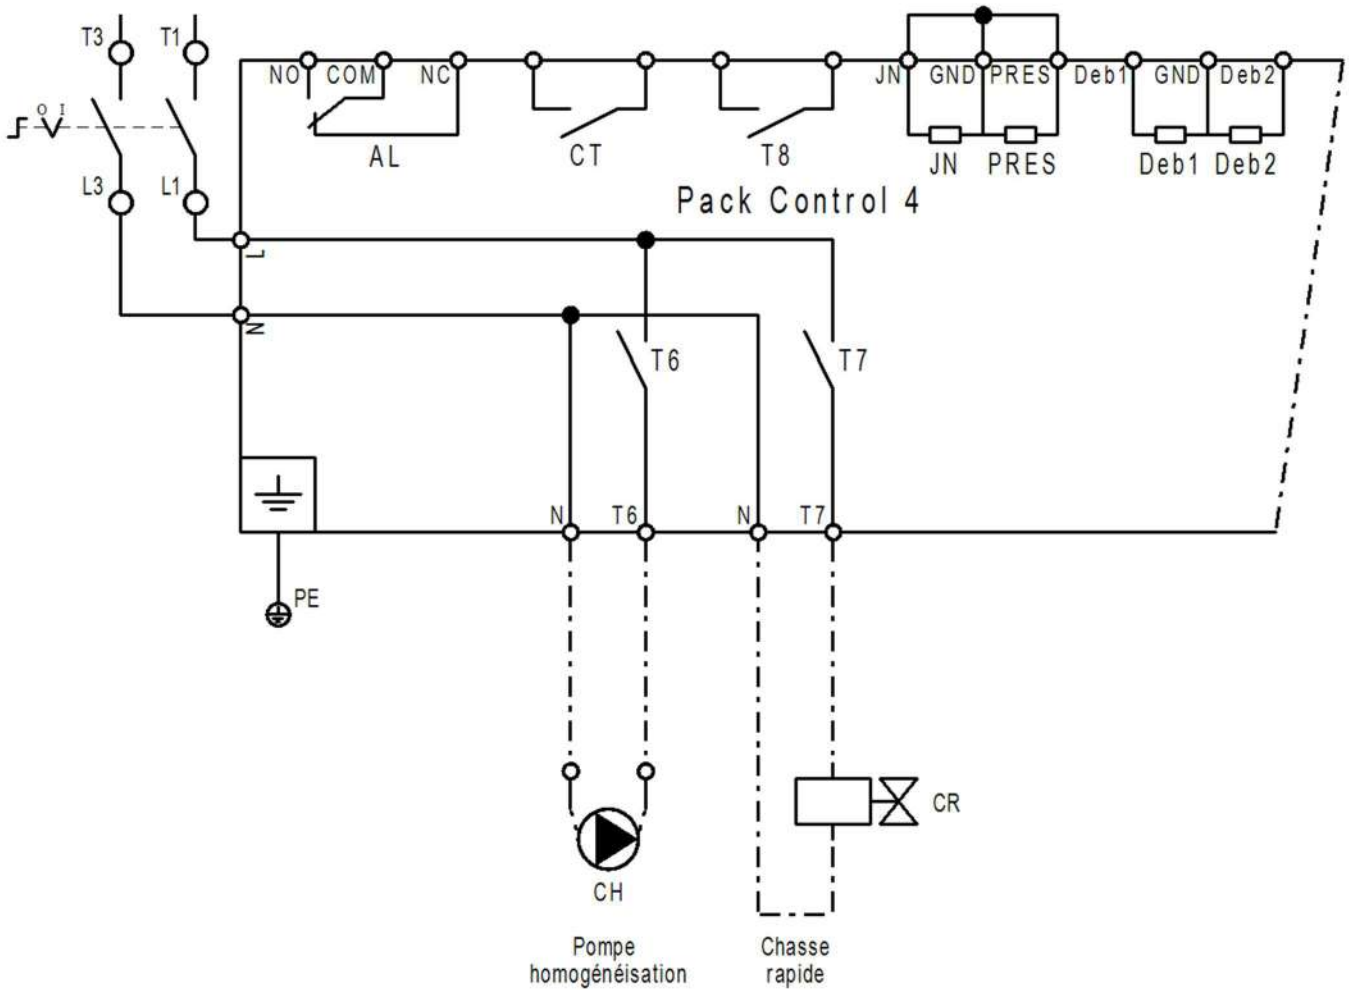 T3 T1
NO COM NC JN GND PRES Deb1 GND Deb2
O I
AL CT T8 JN PRES Deb1 Deb2
L3 L1
Pack Control 4
L
N
T6 T7
N T6 N T7
PE
CR
CH
Pompe
homogénéisation
Chasse
rapide